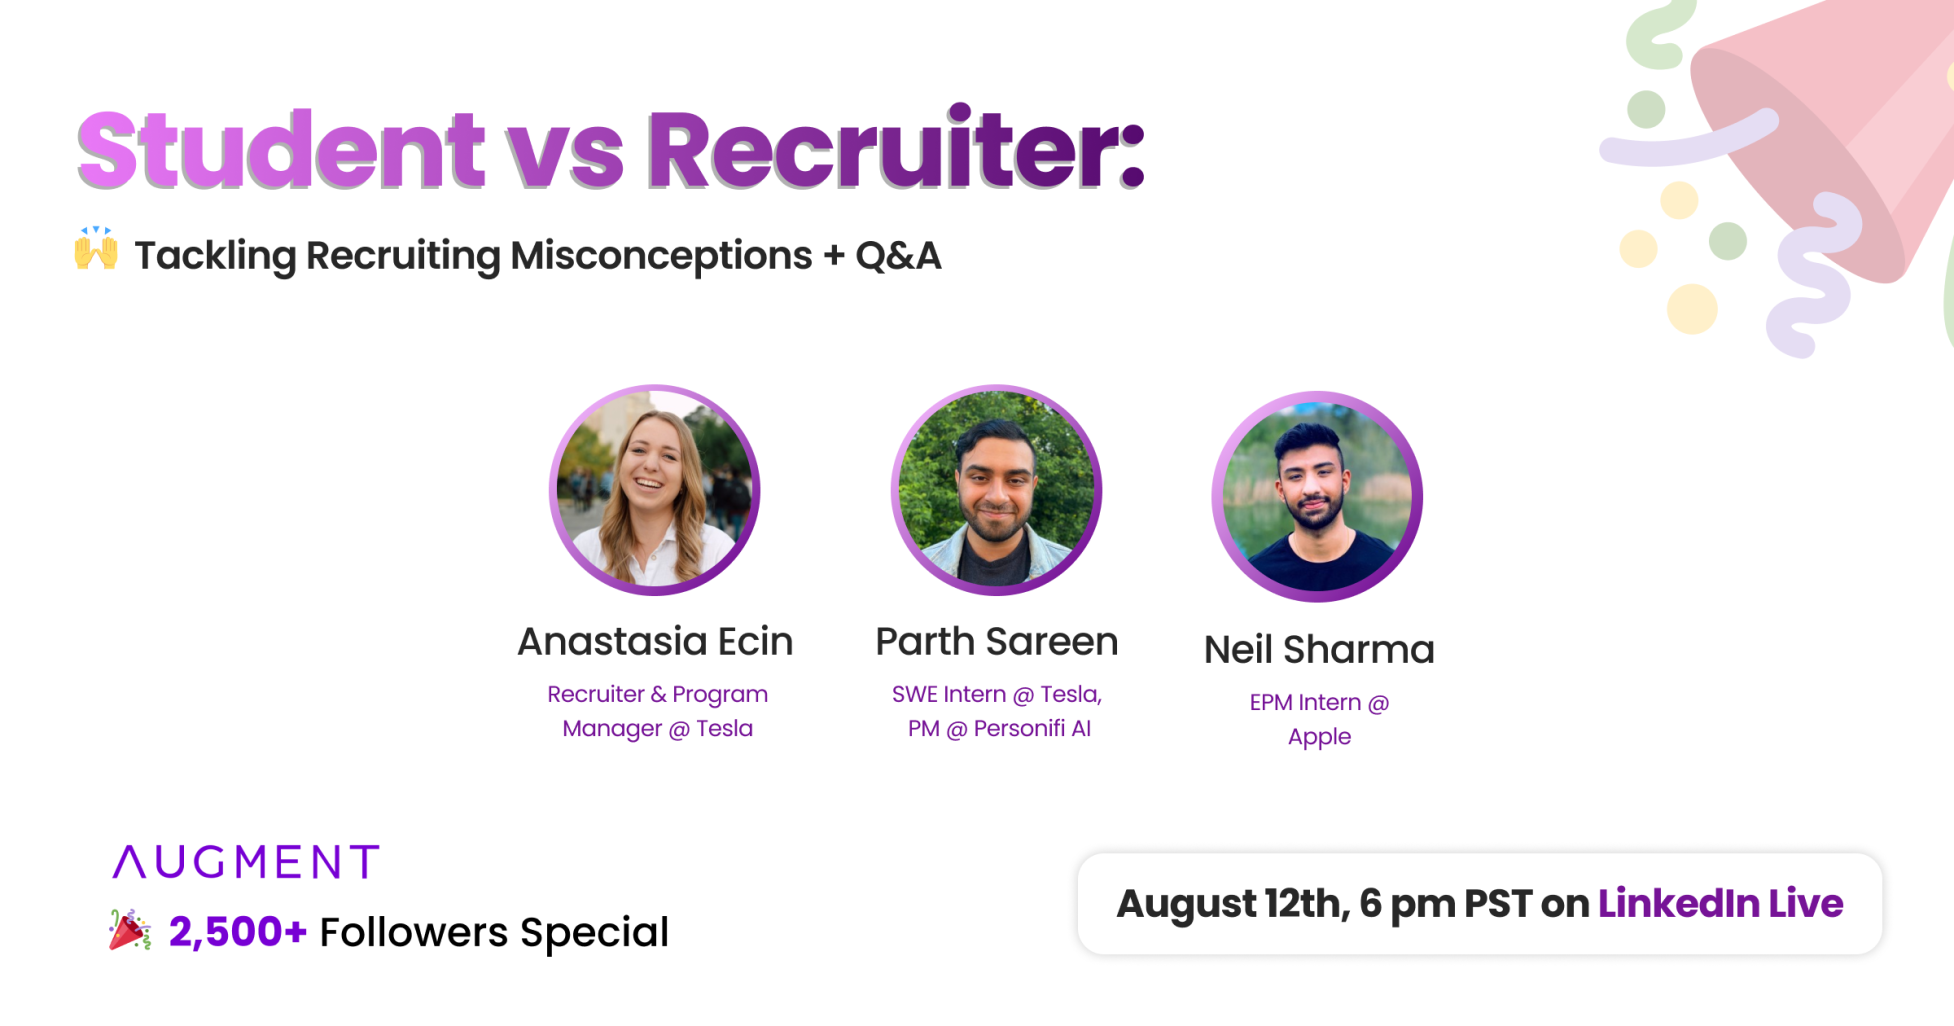 Student vs Recruiter:
🙌 Tackling Recruiting Misconceptions + Q&A
Anastasia Ecin
Recruiter & Program
Manager @ Tesla
Parth Sareen
SWE Intern @ Tesla,
PM @ Personifi AI
Neil Sharma
EPM Intern @
Apple
AUGMENT
🎉 2,500+ Followers Special
August 12th, 6 pm PST on LinkedIn Live